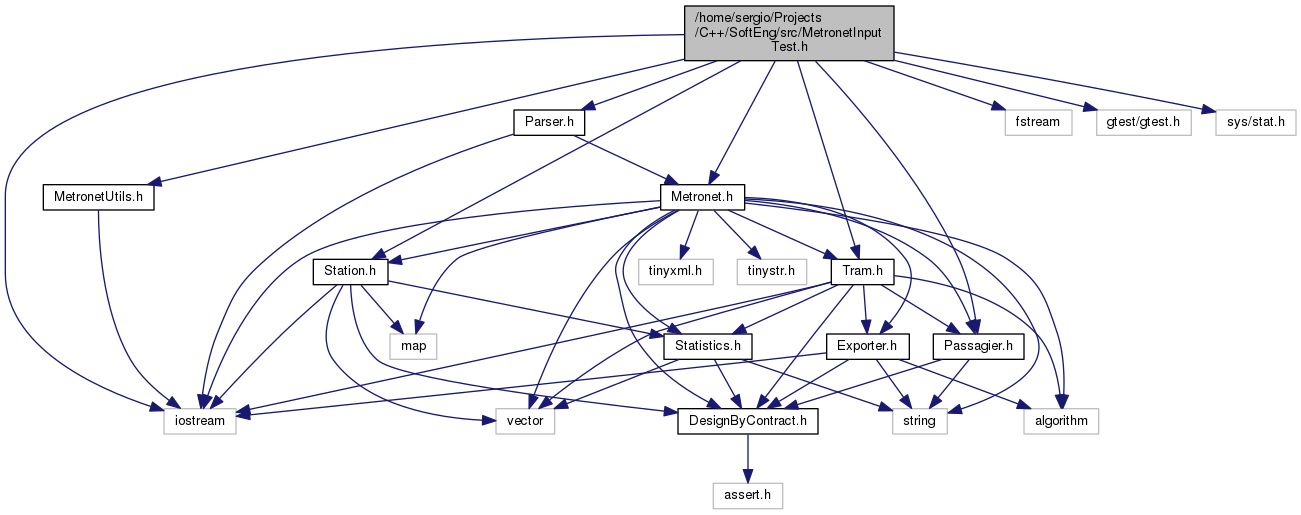 /home/sergio/Projects
/C++/SoftEng/src/MetronetInput
Test.h
Parser.h
fstream
gtest/gtest.h
sys/stat.h
MetronetUtils.h
Metronet.h
Station.h
tinyxml.h
tinystr.h
Tram.h
map
Statistics.h
Exporter.h
Passagier.h
iostream
vector
DesignByContract.h
string
algorithm
assert.h